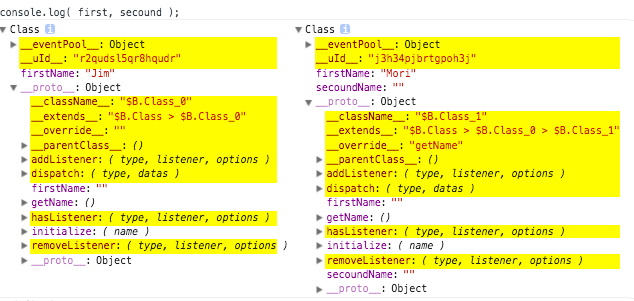 console.log( first, secound );
▼ Class i
▶ __eventPool__: Object
__uId__: "r2qudsl5qr8hqudr"
firstName: "Jim"
▼ __proto__: Object
__className__: "$B.Class_0"
__extends__: "$B.Class > $B.Class_0"
__override__: ""
▶ __parentClass__: ()
▶ addListener: ( type, listener, options )
▶ dispatch: ( type, datas )
firstName: ""
▶ getName: ()
▶ hasListener: ( type, listener, options )
▶ initialize: ( name )
▶ removeListener: ( type, listener, options )
▶ __proto__: Object
▼ Class i
▶ __eventPool__: Object
__uId__: "j3h34pjbrtgpoh3j"
firstName: "Mori"
secoundName: ""
▼ __proto__: Object
__className__: "$B.Class_1"
__extends__: "$B.Class > $B.Class_0 > $B.Class_1"
__override__: "getName"
▶ __parentClass__: ()
▶ addListener: ( type, listener, options )
▶ dispatch: ( type, datas )
firstName: ""
▶ getName: ()
▶ hasListener: ( type, listener, options )
▶ initialize: ( name )
▶ removeListener: ( type, listener, options )
secoundName: ""
▶ __proto__: Object